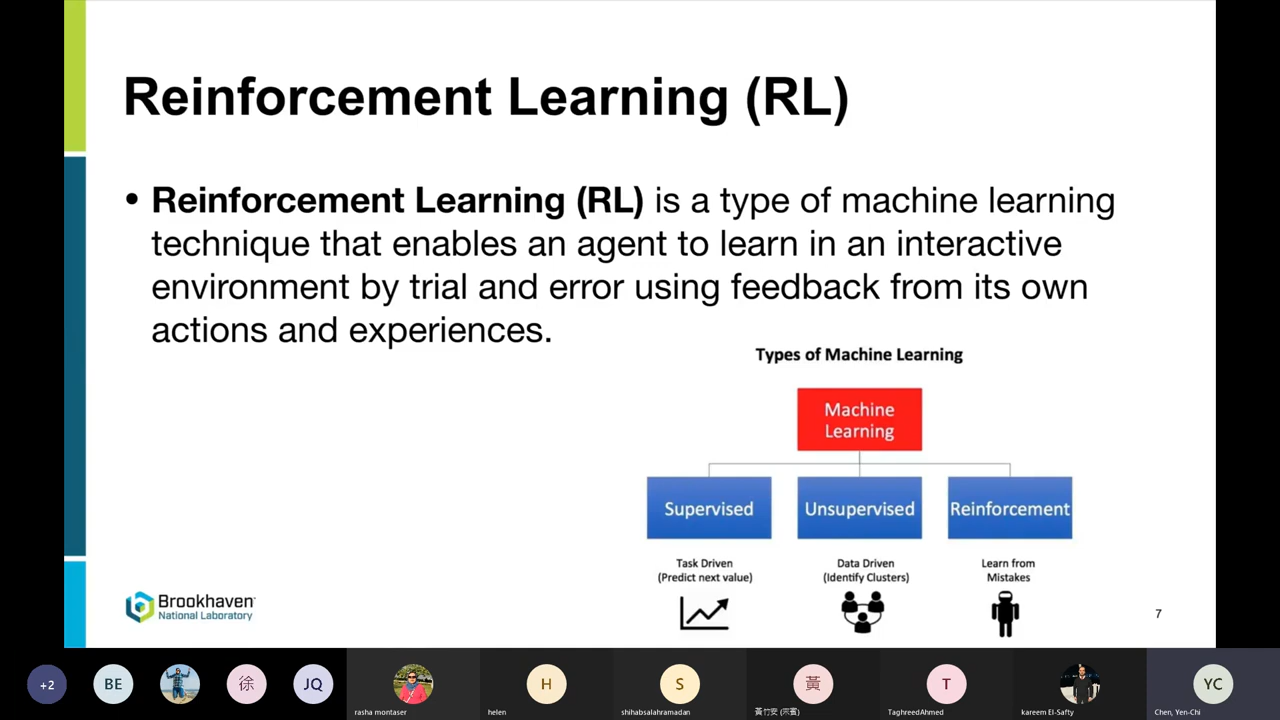 Reinforcement Learning (RL)
• Reinforcement Learning (RL) is a type of machine learning
technique that enables an agent to learn in an interactive
environment by trial and error using feedback from its own
actions and experiences.
Types of Machine Learning
Machine
Learning
Supervised
Unsupervised
Reinforcement
Task Driven
(Predict next value)
Data Driven
(Identify Clusters)
Learn from
Mistakes
Brookhaven
National Laboratory
7
+2
BE
徐
JQ
rasha montaser
H
helen
S
shihabsalahramadan
黃
黃竹安 (宗賓)
T
TaghreedAhmed
kareem El-Safty
YC
Chen, Yen-Chi